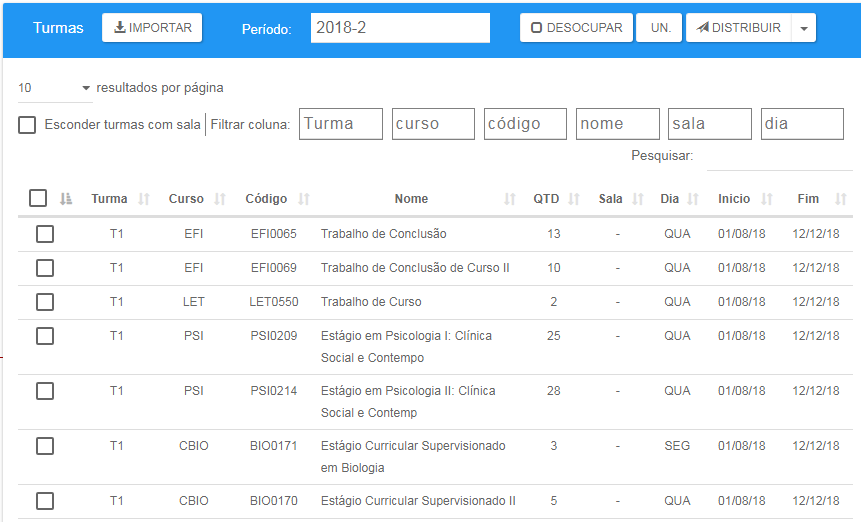 Turmas IMPORTAR Período: 2018-2 DESOCUPAR UN. DISTRIBUIR
10 resultados por página
Esconder turmas com sala Filtrar coluna: Turma curso código nome sala dia
Pesquisar:
Turma Curso Código Nome QTD Sala Dia Inicio Fim
T1 EFI EFI0065 Trabalho de Conclusão 13 - QUA 01/08/18 12/12/18
T1 EFI EFI0069 Trabalho de Conclusão de Curso II 10 - QUA 01/08/18 12/12/18
T1 LET LET0550 Trabalho de Curso 2 - QUA 01/08/18 12/12/18
T1 PSI PSI0209 Estágio em Psicologia I: Clínica 25 - QUA 01/08/18 12/12/18
Social e Contempo
T1 PSI PSI0214 Estágio em Psicologia II: Clínica 28 - QUA 01/08/18 12/12/18
Social e Contemp
T1 CBIO BIO0171 Estágio Curricular Supervisionado 3 - SEG 01/08/18 12/12/18
em Biologia
T1 CBIO BIO0170 Estágio Curricular Supervisionado II 5 - QUA 01/08/18 12/12/18